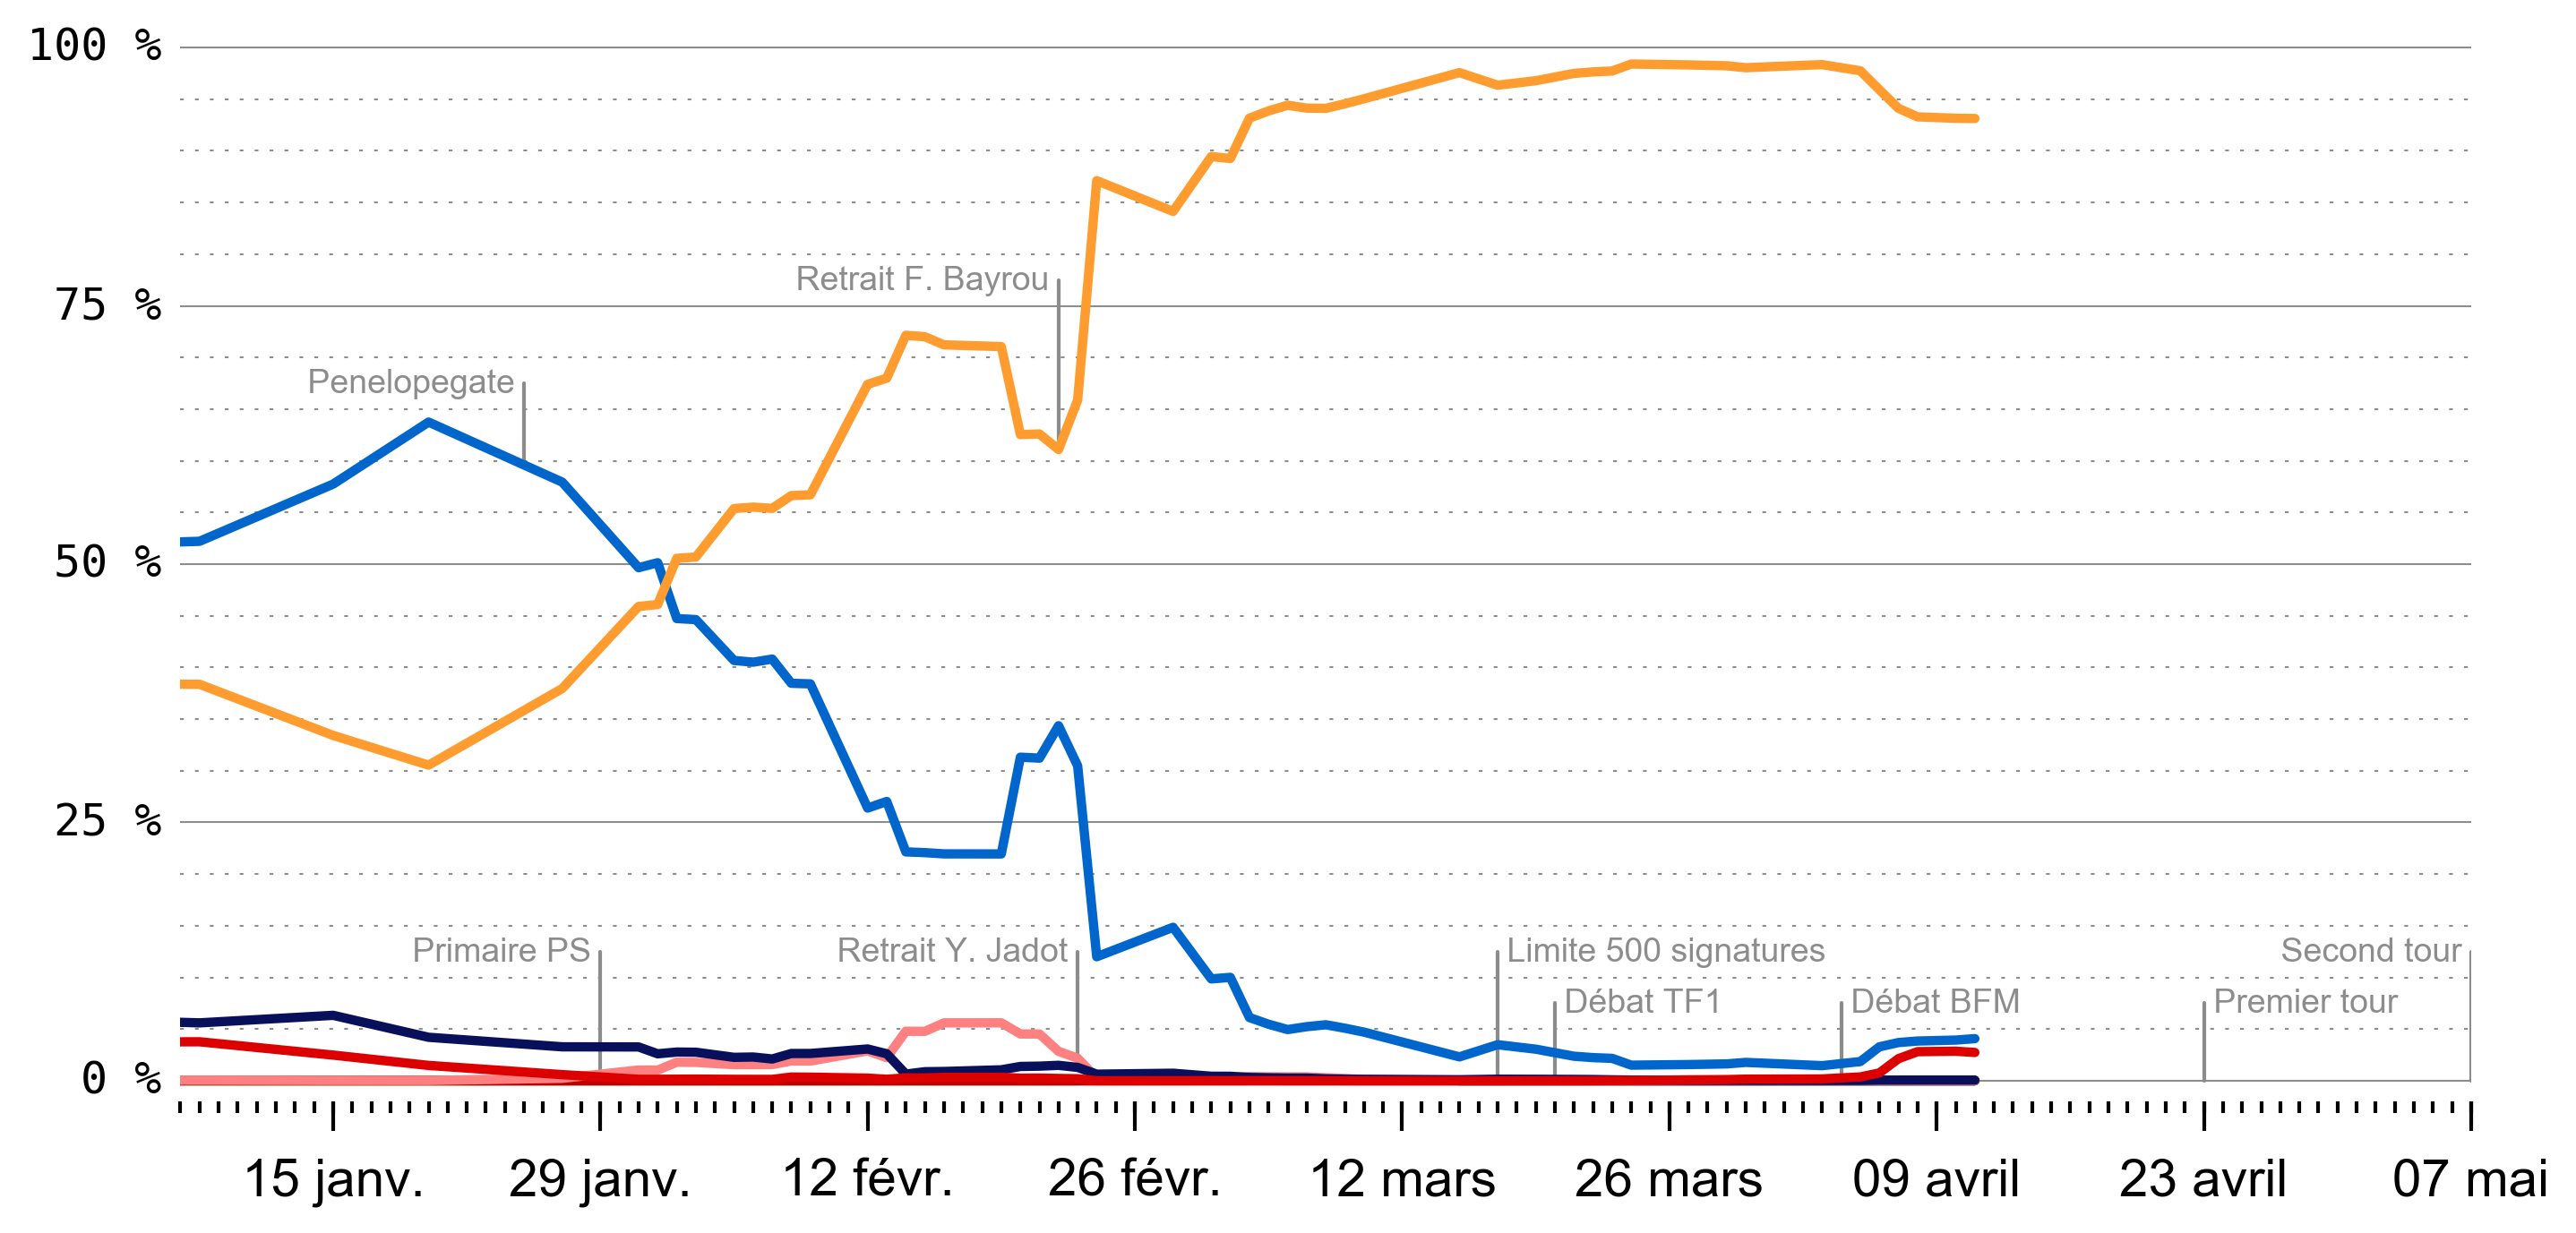 100 %
Retrait F. Bayrou
75 %
Penelopegate
50 %
25 %
Primaire PS
Retrait Y. Jadot
Limite 500 signatures
Second tour
Débat TF1
Débat BFM
Premier tour
0 %
15 janv.
29 janv.
12 févr.
26 févr.
12 mars
26 mars
09 avril
23 avril
07 mai